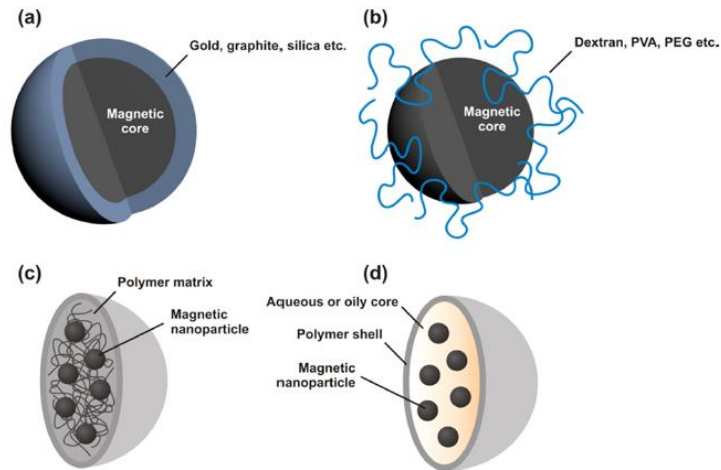 (a)
Gold, graphite, silica etc.
Magnetic
core
(b)
Dextran, PVA, PEG etc.
Magnetic
core
(c)
Polymer matrix
Magnetic
nanoparticle
(d)
Aqueous or oily core
Polymer shell
Magnetic
nanoparticle